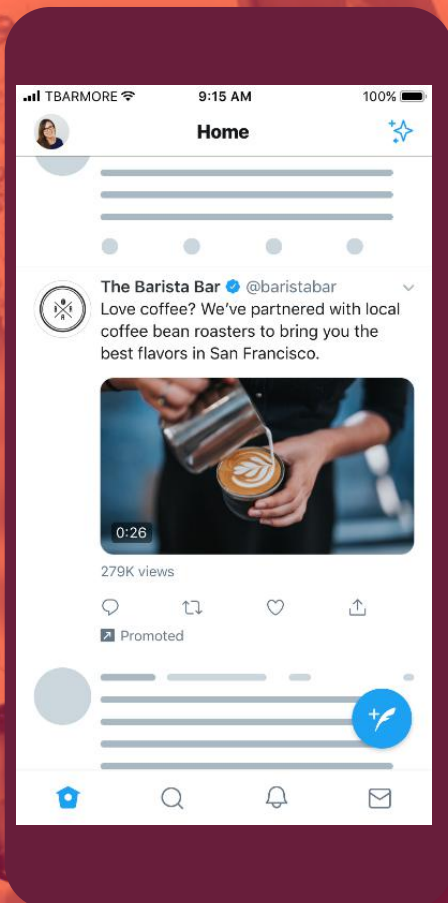 TBARMORE 9:15 AM 100%
Home
The Barista Bar @baristabar
Love coffee? We've partnered with local
coffee bean roasters to bring you the
best flavors in San Francisco.
0:26
279K views
Promoted